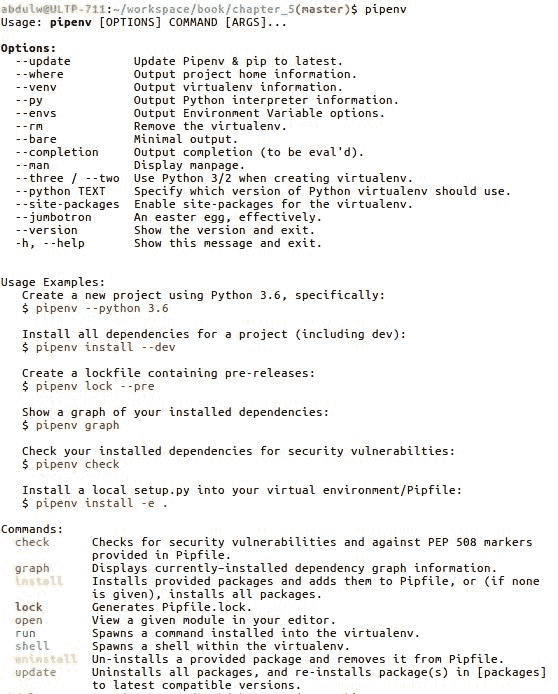 abdulw@ULTP-711:~/workspace/book/chapter_5(master)$ pipenv
Usage: pipenv [OPTIONS] COMMAND [ARGS]...
Options:
--update Update Pipenv & pip to latest.
--where Output project home information.
--venv Output virtualenv information.
--py Output Python interpreter information.
--envs Output Environment Variable options.
--rm Remove the virtualenv.
--bare Minimal output.
--completion Output completion (to be eval'd).
--man Display manpage.
--three / --two Use Python 3/2 when creating virtualenv.
--python TEXT Specify which version of Python virtualenv should use.
--site-packages Enable site-packages for the virtualenv.
--jumbotron An easter egg, effectively.
--version Show the version and exit.
-h, --help Show this message and exit.
Usage Examples:
Create a new project using Python 3.6, specifically:
$ pipenv --python 3.6
Install all dependencies for a project (including dev):
$ pipenv install --dev
Create a lockfile containing pre-releases:
$ pipenv lock --pre
Show a graph of your installed dependencies:
$ pipenv graph
Check your installed dependencies for security vulnerabilties:
$ pipenv check
Install a local setup.py into your virtual environment/Pipfile:
$ pipenv install -e .
Commands:
check Checks for security vulnerabilities and against PEP 508 markers
provided in Pipfile.
graph Displays currently-installed dependency graph information.
install Installs provided packages and adds them to Pipfile, or (if none
is given), installs all packages.
lock Generates Pipfile.lock.
open View a given module in your editor.
run Spawns a command installed into the virtualenv.
shell Spawns a shell within the virtualenv.
uninstall Un-installs a provided package and removes it from Pipfile.
update Uninstalls all packages, and re-installs package(s) in [packages]
to latest compatible versions.